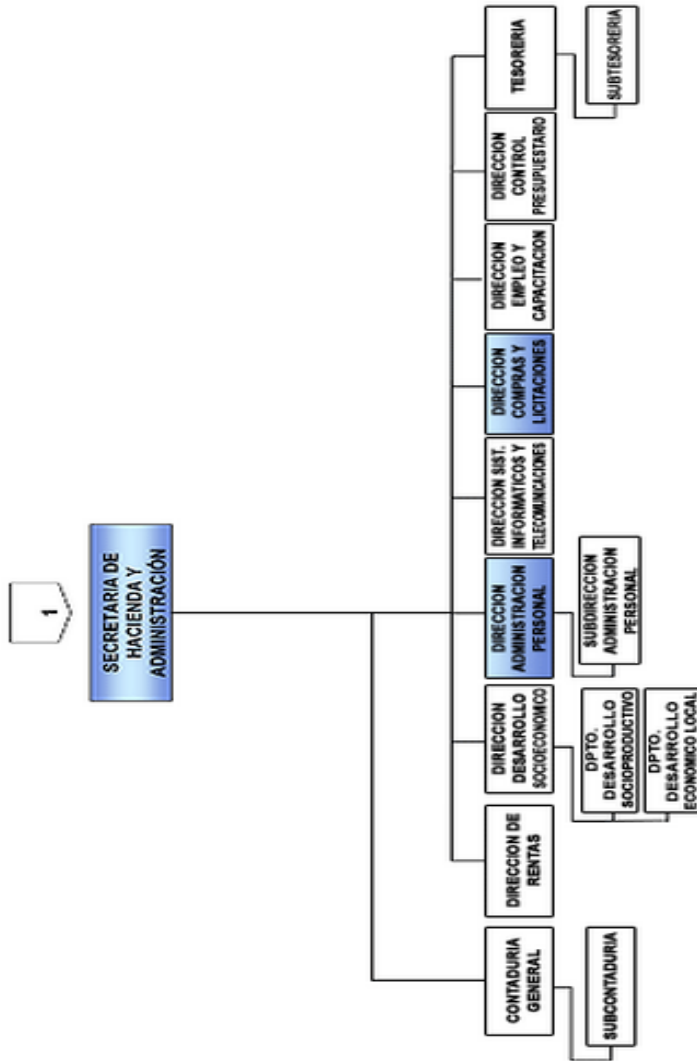 1
SECRETARIA DE
HACIENDA Y
ADMINISTRACIÓN
CONTADURIA
GENERAL
DIRECCION DE
RENTAS
DIRECCION
DESARROLLO
SOCIOECONOMICO
DIRECCION
ADMINISTRACION
PERSONAL
DIRECCION SIST.
INFORMATICOS Y
TELECOMUNICACIONES
DIRECCION
COMPRAS Y
LICITACIONES
DIRECCION
EMPLEO Y
CAPACITACION
DIRECCION
CONTROL
PRESUPUESTARIO
TESORERIA
SUBCONTADURIA
DPTO.
DESARROLLO
SOCIOPRODUCTIVO
DPTO.
DESARROLLO
ECONOMICO LOCAL
SUBDIRECCION
ADMINISTRACION
PERSONAL
SUBTESORERIA